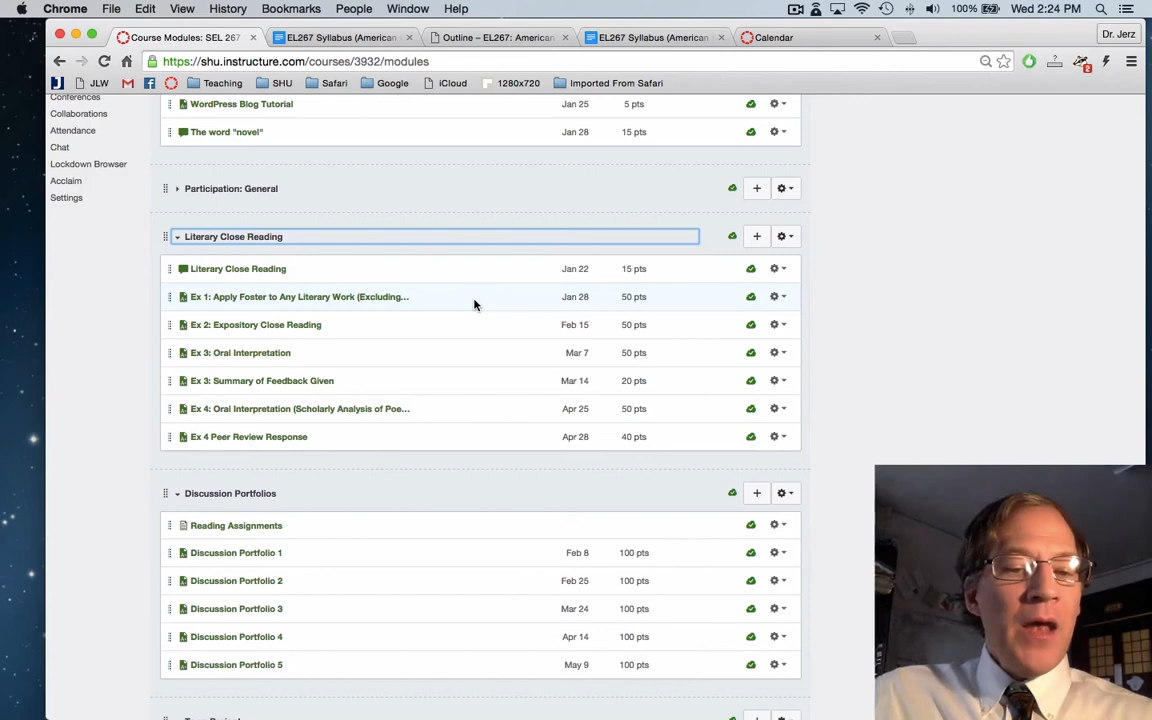 Chrome File Edit View History Bookmarks People Window Help 100% Wed 2:24 PM
Course Modules: SEL 267 EL267 Syllabus (American Outline – EL267: American EL267 Syllabus (American Calendar Dr. Jerz
https://shu.instructure.com/courses/3932/modules 2
JLW Teaching SHU Safari Google iCloud 1280x720 Imported From Safari
Conferences
WordPress Blog Tutorial Jan 25 5 pts
Collaborations
Attendance
The word "novel" Jan 28 15 pts
Chat
Lockdown Browser
Acclaim
Participation: General
Settings
Literary Close Reading
Literary Close Reading Jan 22 15 pts
Ex 1: Apply Foster to Any Literary Work (Excluding... Jan 28 50 pts
Ex 2: Expository Close Reading Feb 15 50 pts
Ex 3: Oral Interpretation Mar 7 50 pts
Ex 3: Summary of Feedback Given Mar 14 20 pts
Ex 4: Oral Interpretation (Scholarly Analysis of Poe... Apr 25 50 pts
Ex 4 Peer Review Response Apr 28 40 pts
Discussion Portfolios
Reading Assignments
Discussion Portfolio 1 Feb 8 100 pts
Discussion Portfolio 2 Feb 25 100 pts
Discussion Portfolio 3 Mar 24 100 pts
Discussion Portfolio 4 Apr 14 100 pts
Discussion Portfolio 5 May 9 100 pts